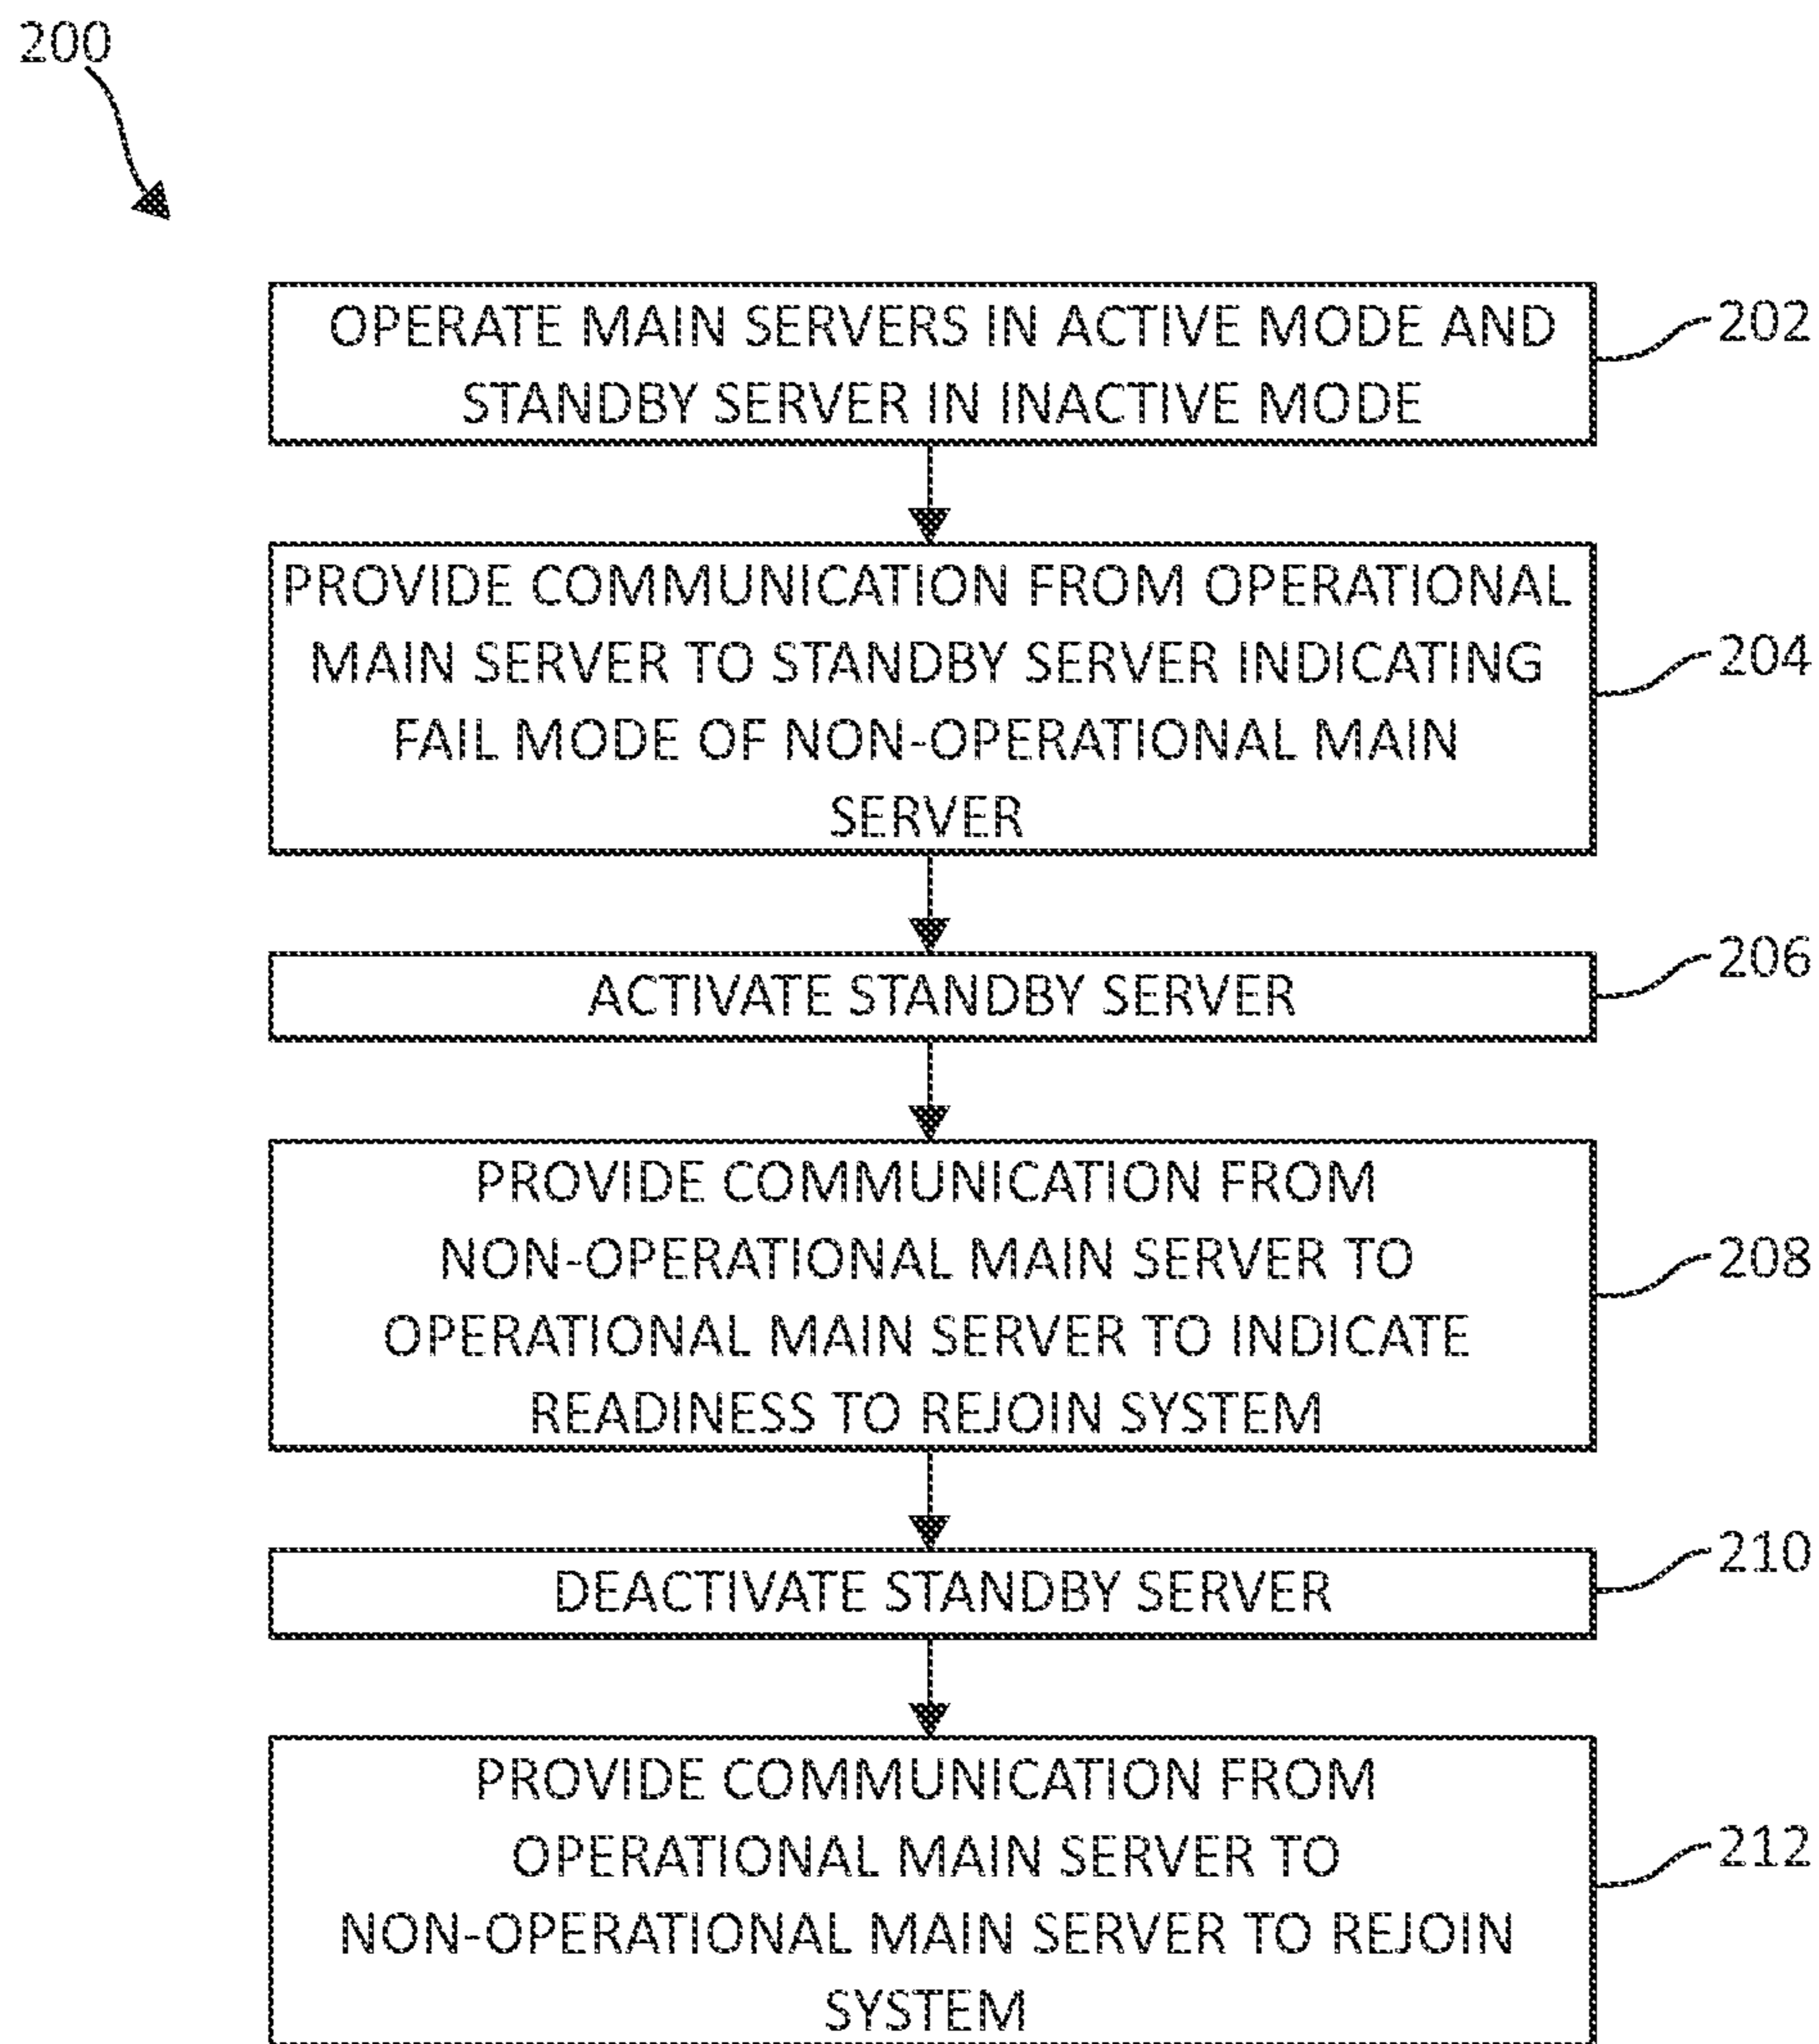 200
OPERATE MAIN SERVERS IN ACTIVE MODE AND
STANDBY SERVER IN INACTIVE MODE
202
PROVIDE COMMUNICATION FROM OPERATIONAL
MAIN SERVER TO STANDBY SERVER INDICATING
FAIL MODE OF NON-OPERATIONAL MAIN
SERVER
204
ACTIVATE STANDBY SERVER
206
PROVIDE COMMUNICATION FROM
NON-OPERATIONAL MAIN SERVER TO
OPERATIONAL MAIN SERVER TO INDICATE
READINESS TO REJOIN SYSTEM
208
DEACTIVATE STANDBY SERVER
210
PROVIDE COMMUNICATION FROM
OPERATIONAL MAIN SERVER TO
NON-OPERATIONAL MAIN SERVER TO REJOIN
SYSTEM
212